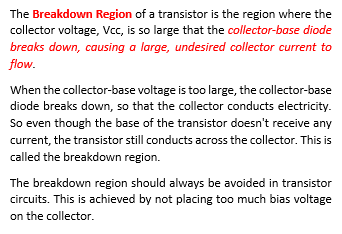 The Breakdown Region of a transistor is the region where the
collector voltage, Vcc, is so large that the collector-base diode
breaks down, causing a large, undesired collector current to
flow.
When the collector-base voltage is too large, the collector-base
diode breaks down, so that the collector conducts electricity.
So even though the base of the transistor doesn't receive any
current, the transistor still conducts across the collector. This is
called the breakdown region.
The breakdown region should always be avoided in transistor
circuits. This is achieved by not placing too much bias voltage
on the collector.